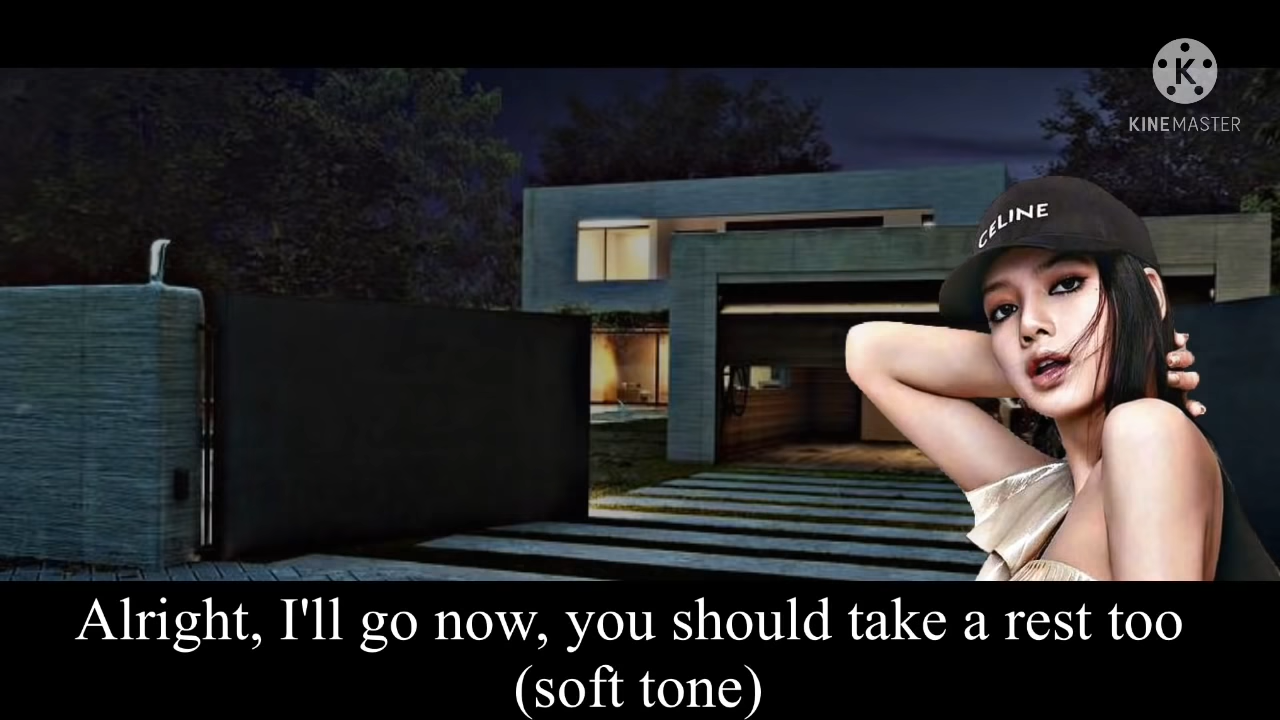 K
KINEMASTER
CELINE
Alright, I'll go now, you should take a rest too
(soft tone)